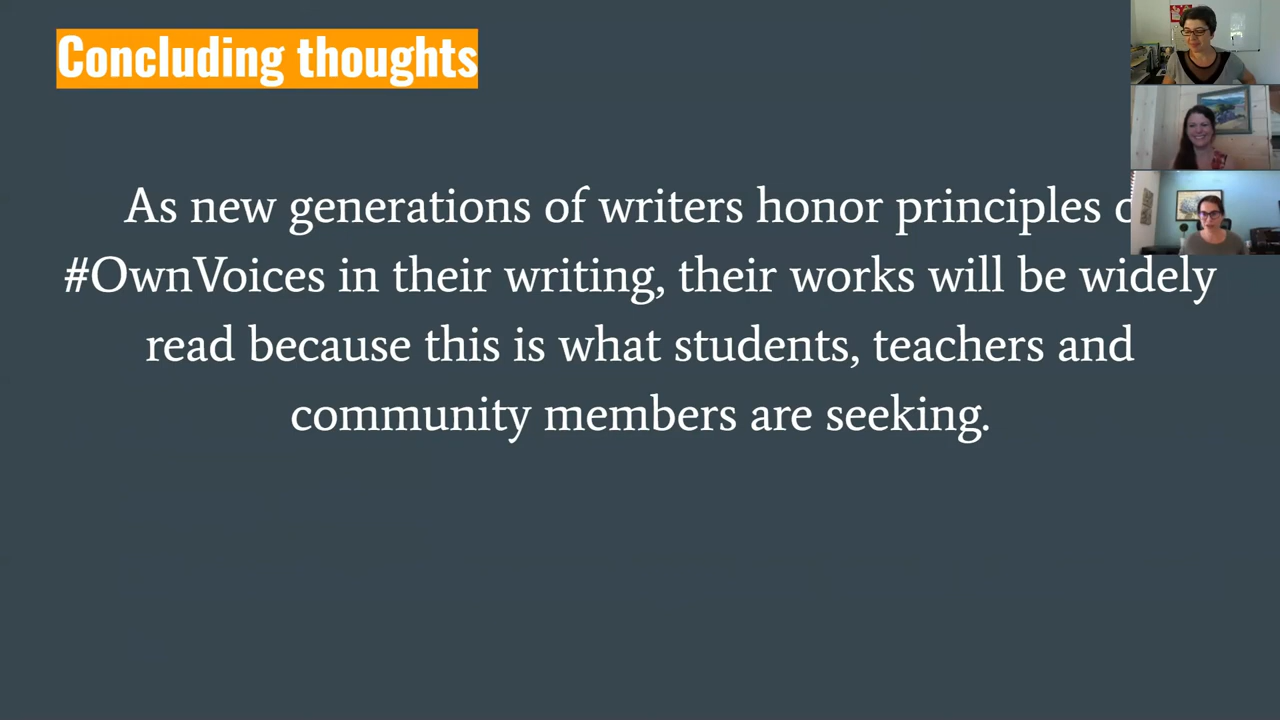 Concluding thoughts
As new generations of writers honor principles
#OwnVoices in their writing, their works will be widely
read because this is what students, teachers and
community members are seeking.